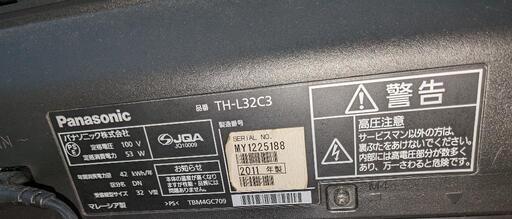 Panasonic
品番 TH-L32C3
パナソニック株式会社
PS
E
定格電圧 100 V
定格消費電力 53 W
JQA
JQ10009
製造番号
SERIAL NO.
MY1225188
2011 年製
年間消費電力量 42 kWh/年
区分名 DN
受信機型サイズ 32 V型
マレーシア製
お知らせ
<PS> TBM4GC709
警告
高圧注意
サービスマン以外の方は、
裏ぶたをあけないでください。
内部には高電圧部分が数多く
あり、万一さわると危険です。